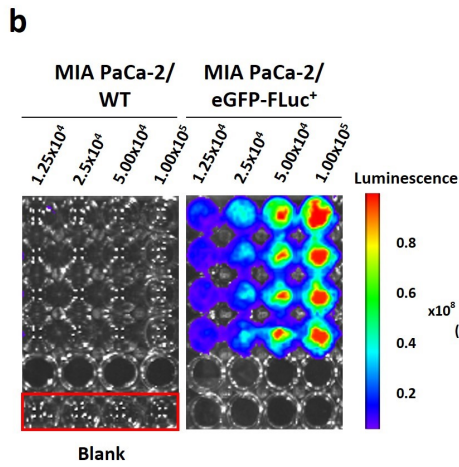 b
MIA PaCa-2/
WT
MIA PaCa-2/
eGFP-FLuc⁺
1.25x10⁴
2.5x10⁴
5.00x10⁴
1.00x10⁵
1.25x10⁴
2.5x10⁴
5.00x10⁴
1.00x10⁵
Luminescence
0.8
0.6
x10⁸
(
0.4
0.2
Blank